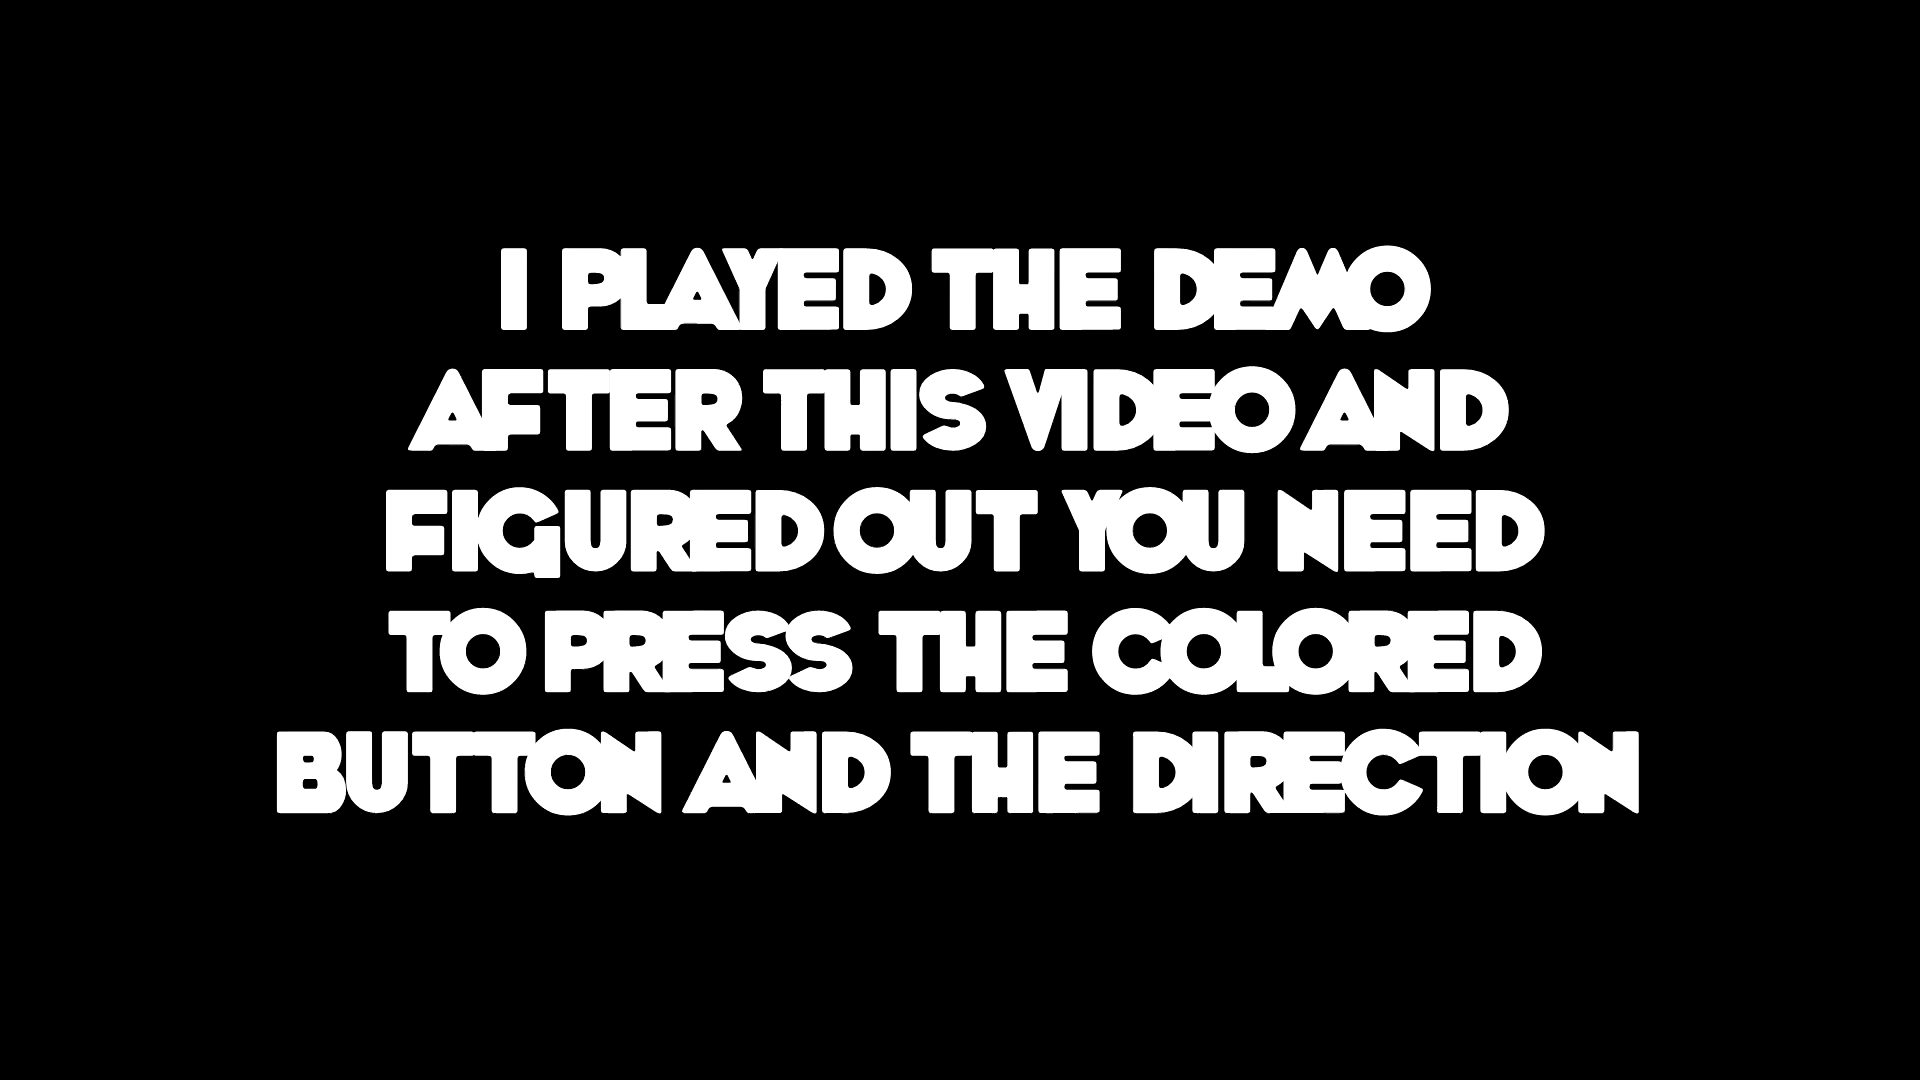 I PLAYED THE DEMO
AFTER THIS VIDEO AND
FIGURED OUT YOU NEED
TO PRESS THE COLORED
BUTTON AND THE DIRECTION